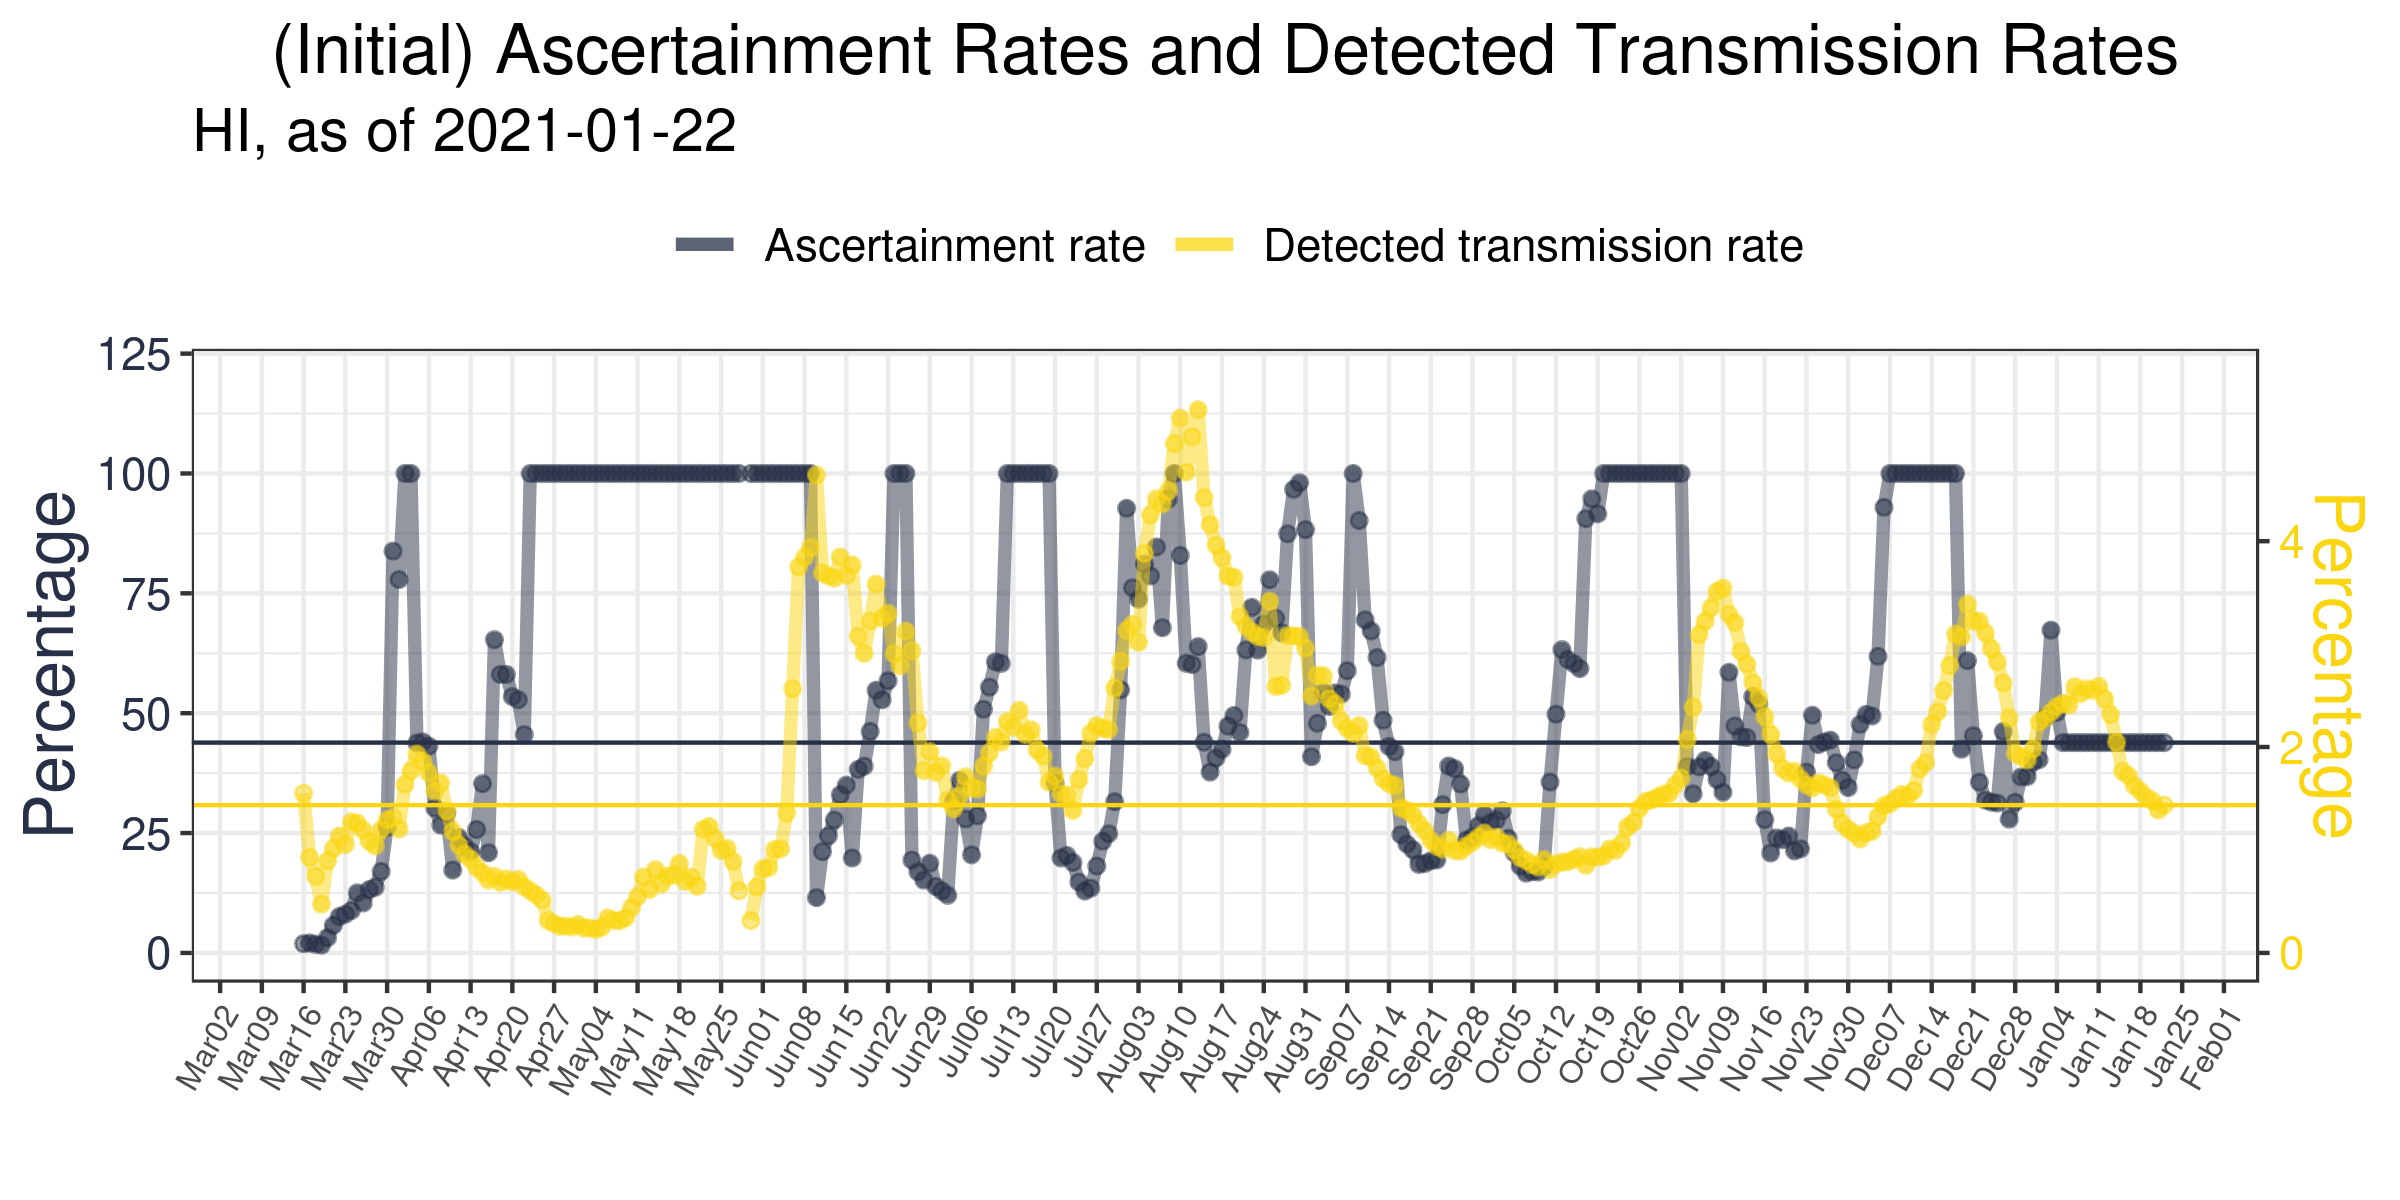 (Initial) Ascertainment Rates and Detected Transmission Rates
HI, as of 2021-01-22
Ascertainment rate
Detected transmission rate
Percentage
125
100
75
50
25
0
4
2
0
Percentage
Mar02
Mar09
Mar16
Mar23
Mar30
Apr06
Apr13
Apr20
Apr27
May04
May11
May18
May25
Jun01
Jun08
Jun15
Jun22
Jun29
Jul06
Jul13
Jul20
Jul27
Aug03
Aug10
Aug17
Aug24
Aug31
Sep07
Sep14
Sep21
Sep28
Oct05
Oct12
Oct19
Oct26
Nov02
Nov09
Nov16
Nov23
Nov30
Dec07
Dec14
Dec21
Dec28
Jan04
Jan11
Jan18
Jan25
Feb01